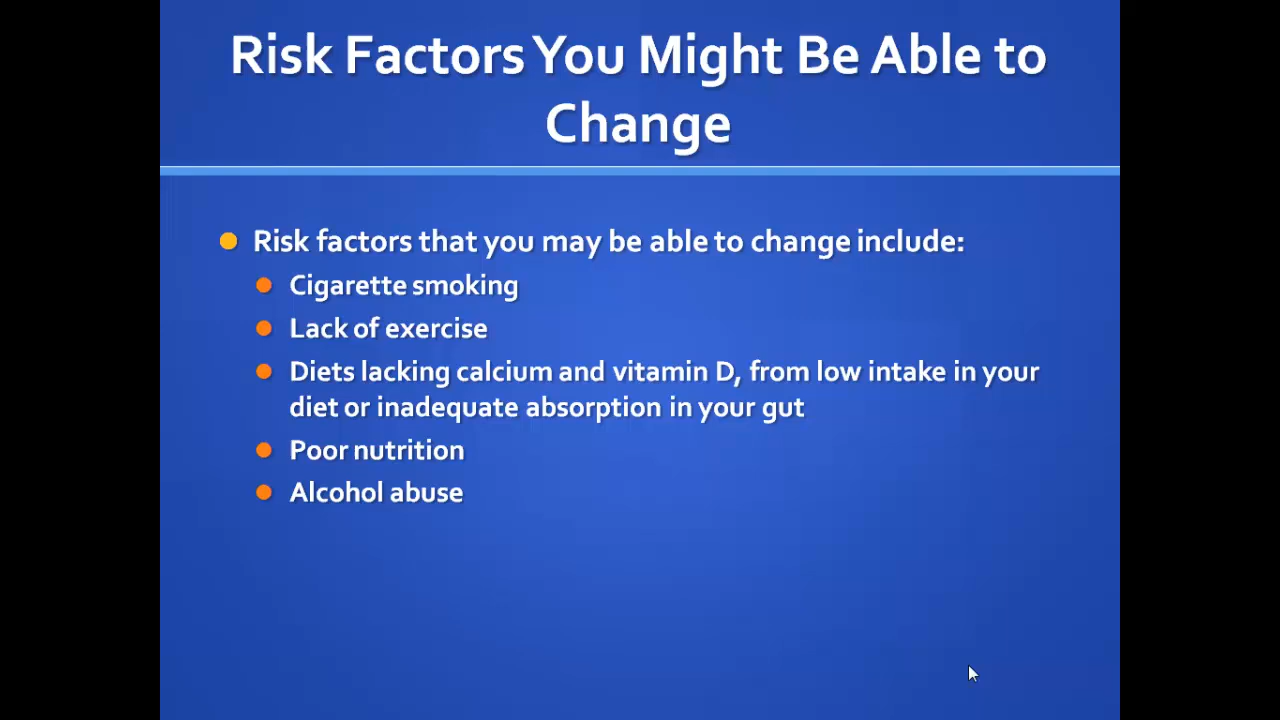 Risk Factors You Might Be Able to
Change
Risk factors that you may be able to change include:
Cigarette smoking
Lack of exercise
Diets lacking calcium and vitamin D, from low intake in your
diet or inadequate absorption in your gut
Poor nutrition
Alcohol abuse